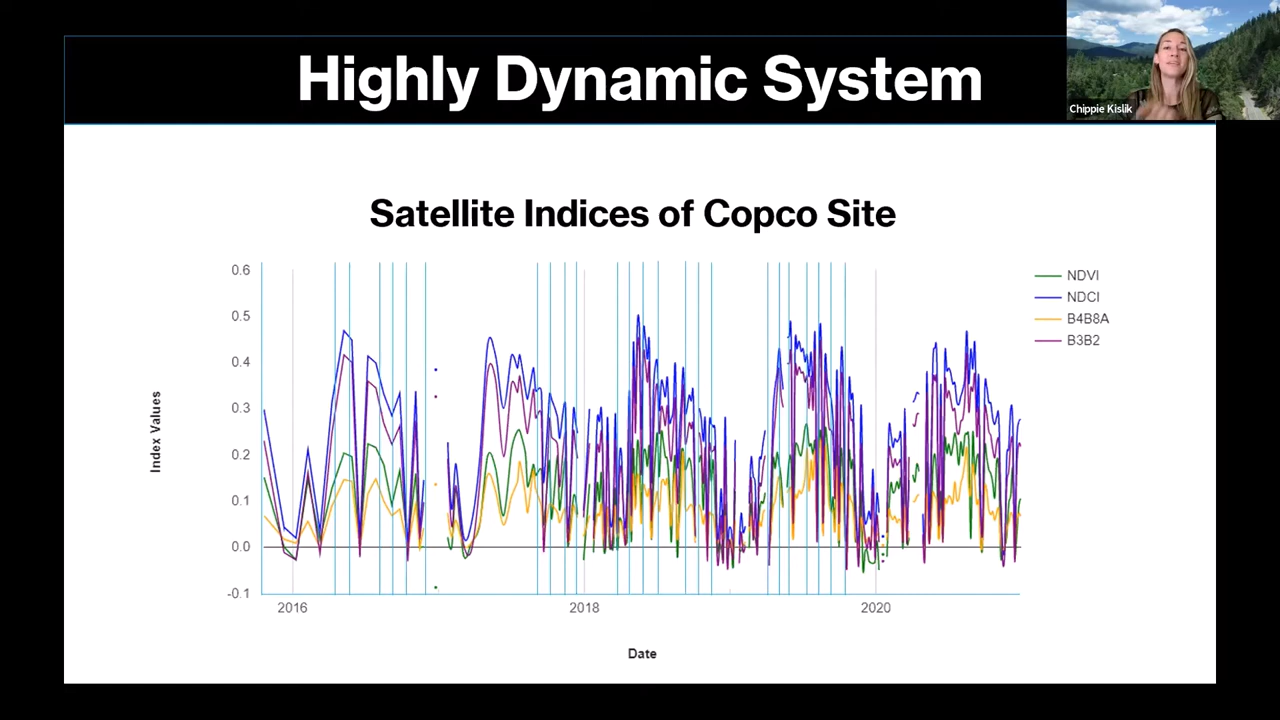 Highly Dynamic System
Chippie Kislik
Satellite Indices of Copco Site
0.6
0.5
0.4
0.3
0.2
0.1
0.0
-0.1
Index Values
2016
2018
2020
Date
NDVI
NDCI
B4B8A
B3B2